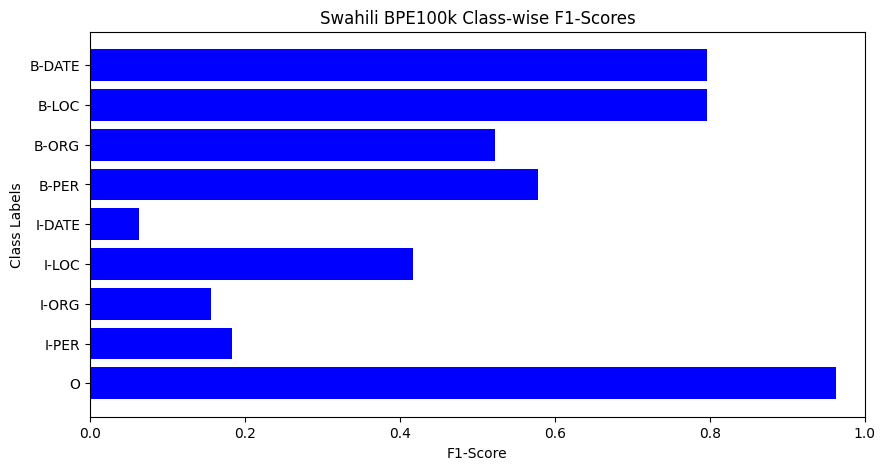 Swahili BPE100k Class-wise F1-Scores
Class Labels
B-DATE
B-LOC
B-ORG
B-PER
I-DATE
I-LOC
I-ORG
I-PER
O
0.0 0.2 0.4 0.6 0.8 1.0
F1-Score